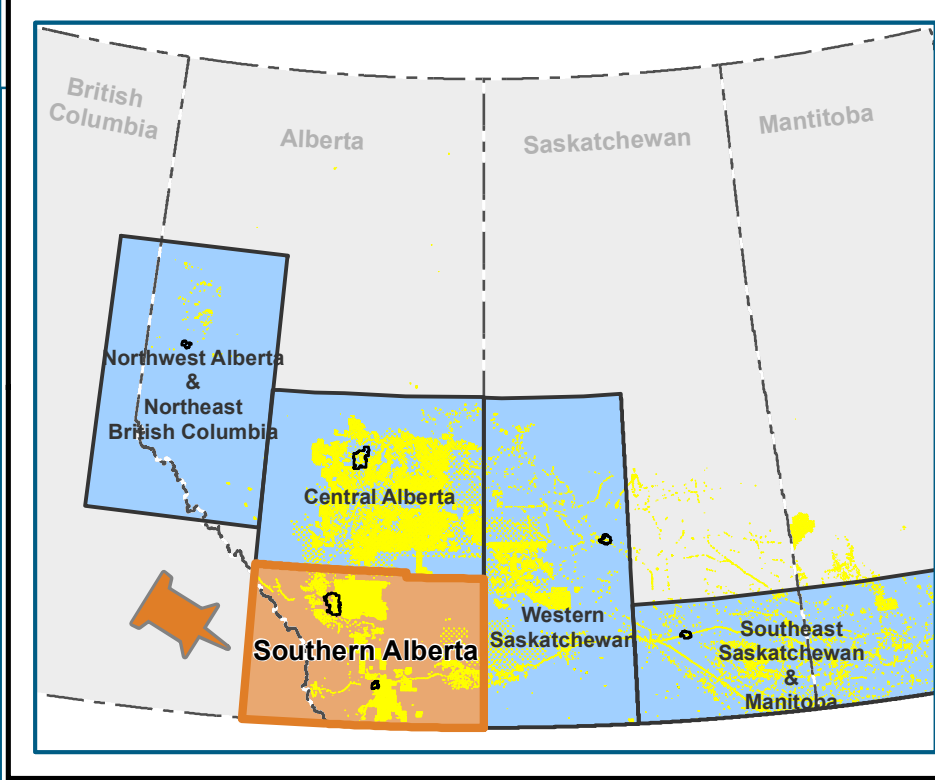 British
Columbia
Alberta
Saskatchewan
Mantitoba
Northwest Alberta
&
Northeast
British Columbia
Central Alberta
Southern Alberta
Western
Saskatchewan
Southeast
Saskatchewan
&
Manitoba